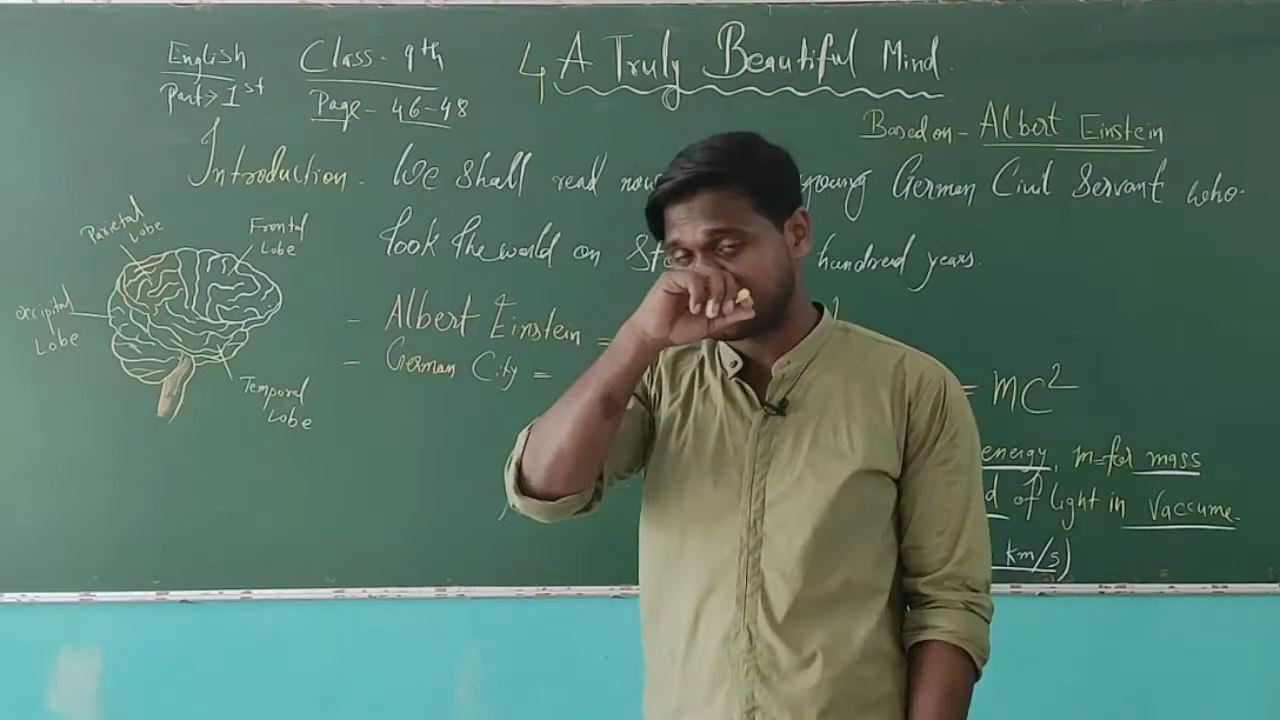 English
Part > 1st
Class - 9th
Page - 46-48
4 A Truly Beautiful Mind.
Based on - Albert Einstein
Introduction. We shall read now young German Civil Servant who
took the world on hundred years.
Parietal Lobe
Frontal Lobe
Occipital Lobe
Temporal Lobe
- Albert Einstein =
- German City =
= MC²
energy, m=for mass
of light in Vaccume.
km/s)